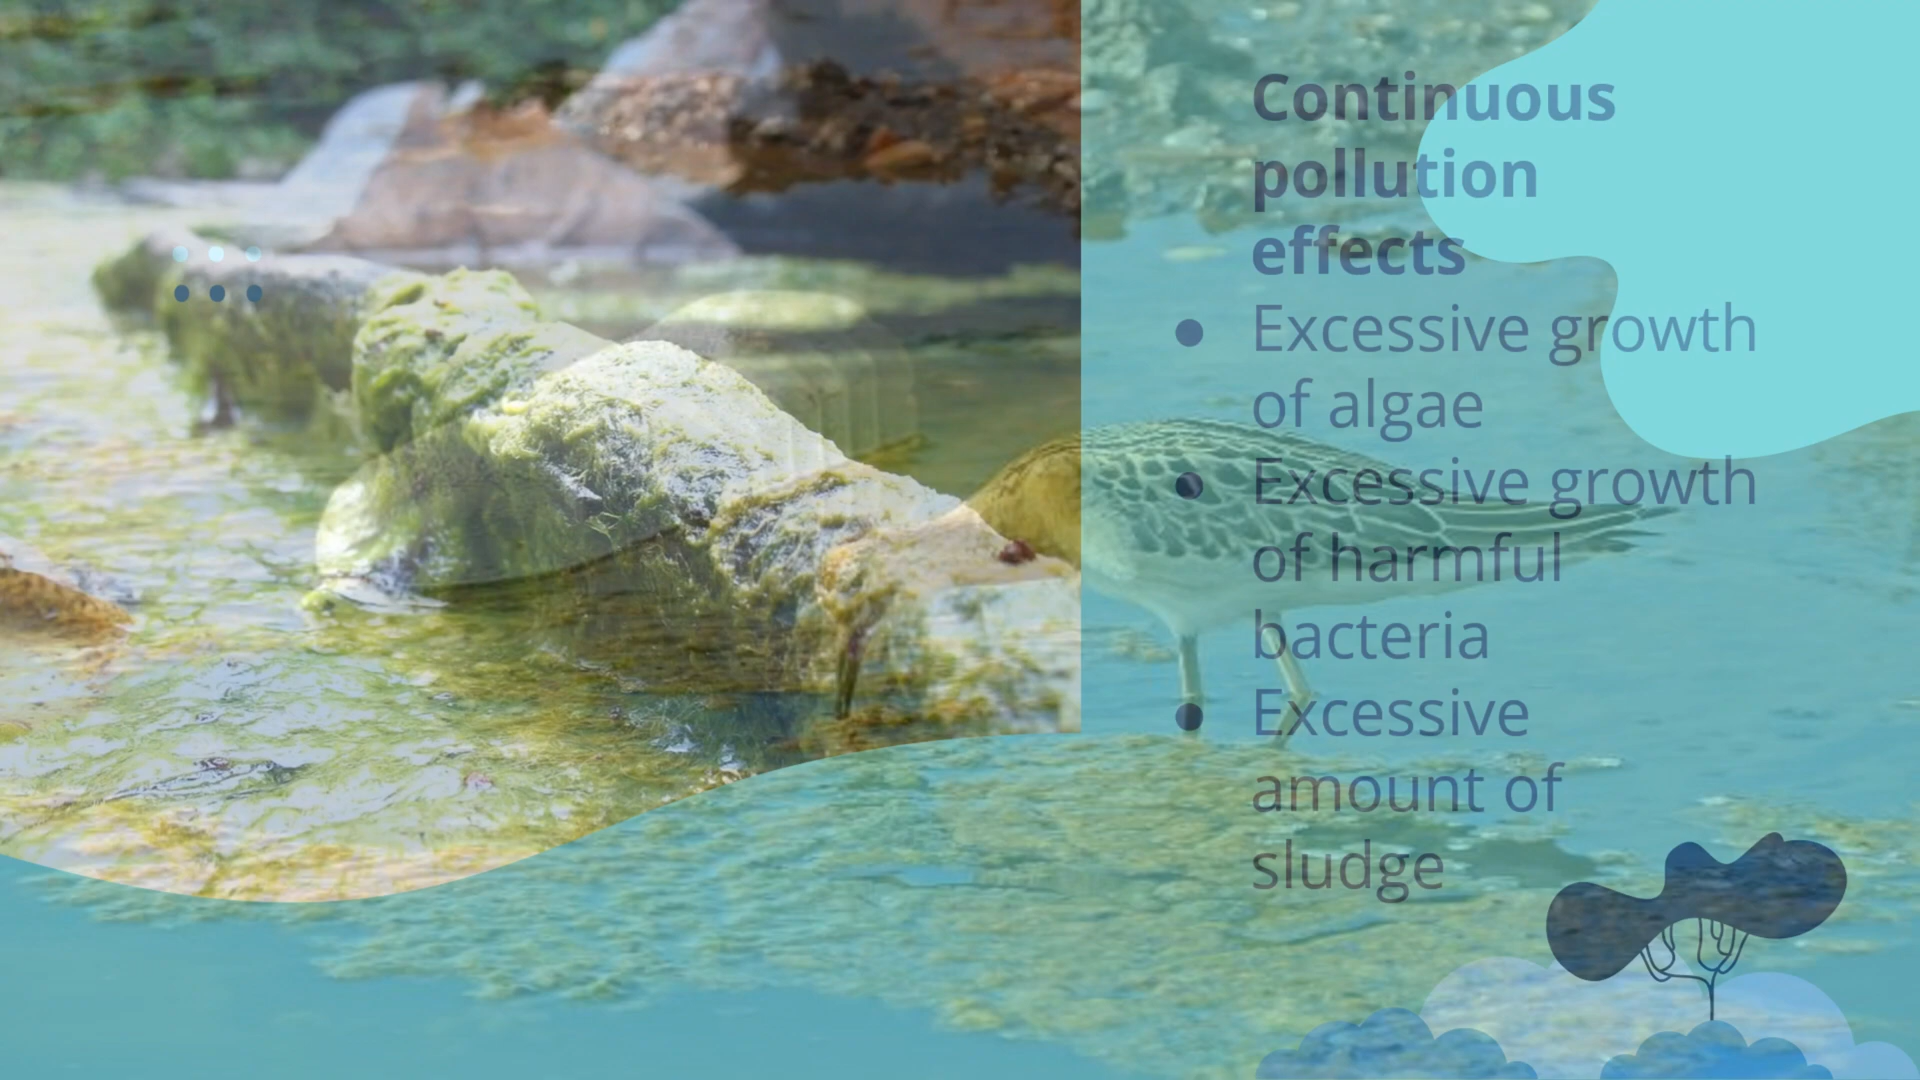 Continuous
pollution
effects
● Excessive growth
of algae
● Excessive growth
of harmful
bacteria
● Excessive
amount of
sludge